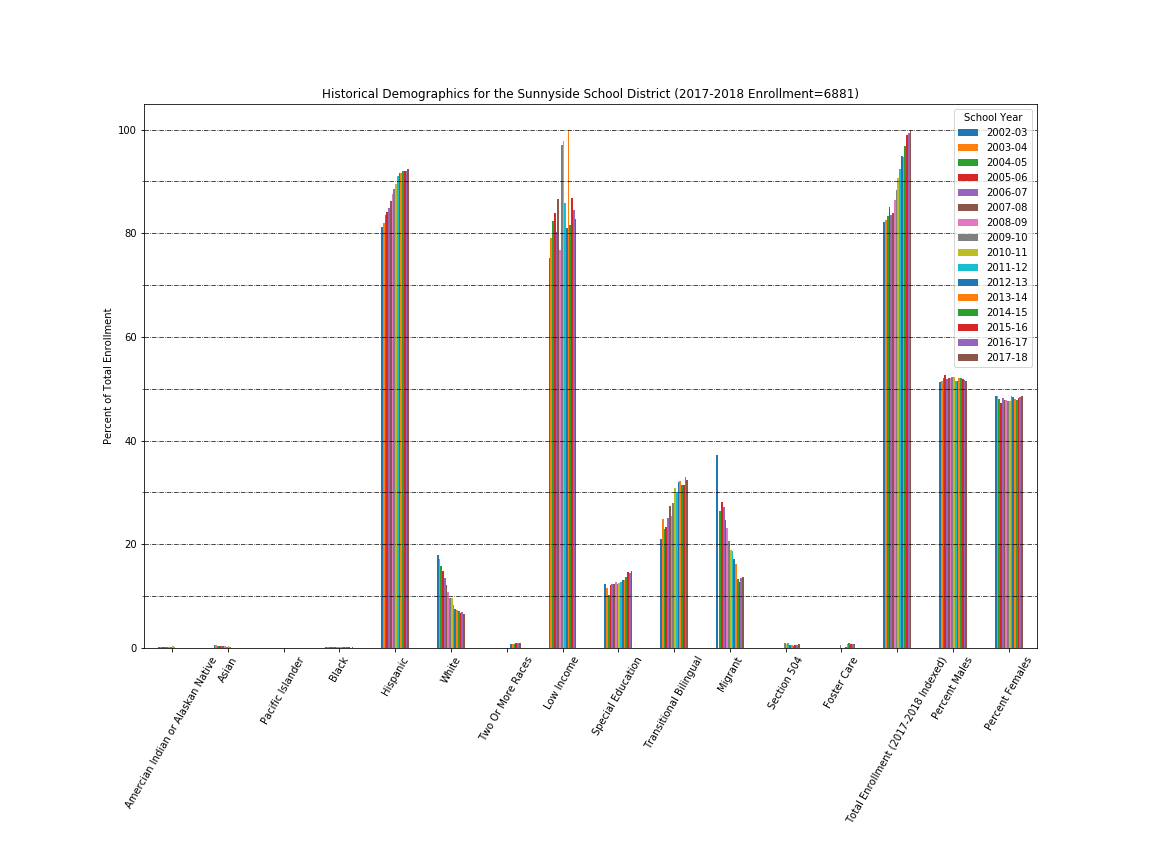 Historical Demographics for the Sunnyside School District (2017-2018 Enrollment=6881)
School Year
2002-03
2003-04
2004-05
2005-06
2006-07
2007-08
2008-09
2009-10
2010-11
2011-12
2012-13
2013-14
2014-15
2015-16
2016-17
2017-18
Percent of Total Enrollment
100
80
60
40
20
0
Amercian Indian or Alaskan Native
Asian
Pacific Islander
Black
Hispanic
White
Two Or More Races
Low Income
Special Education
Transitional Bilingual
Migrant
Section 504
Foster Care
Total Enrollment (2017-2018 Indexed)
Percent Males
Percent Females